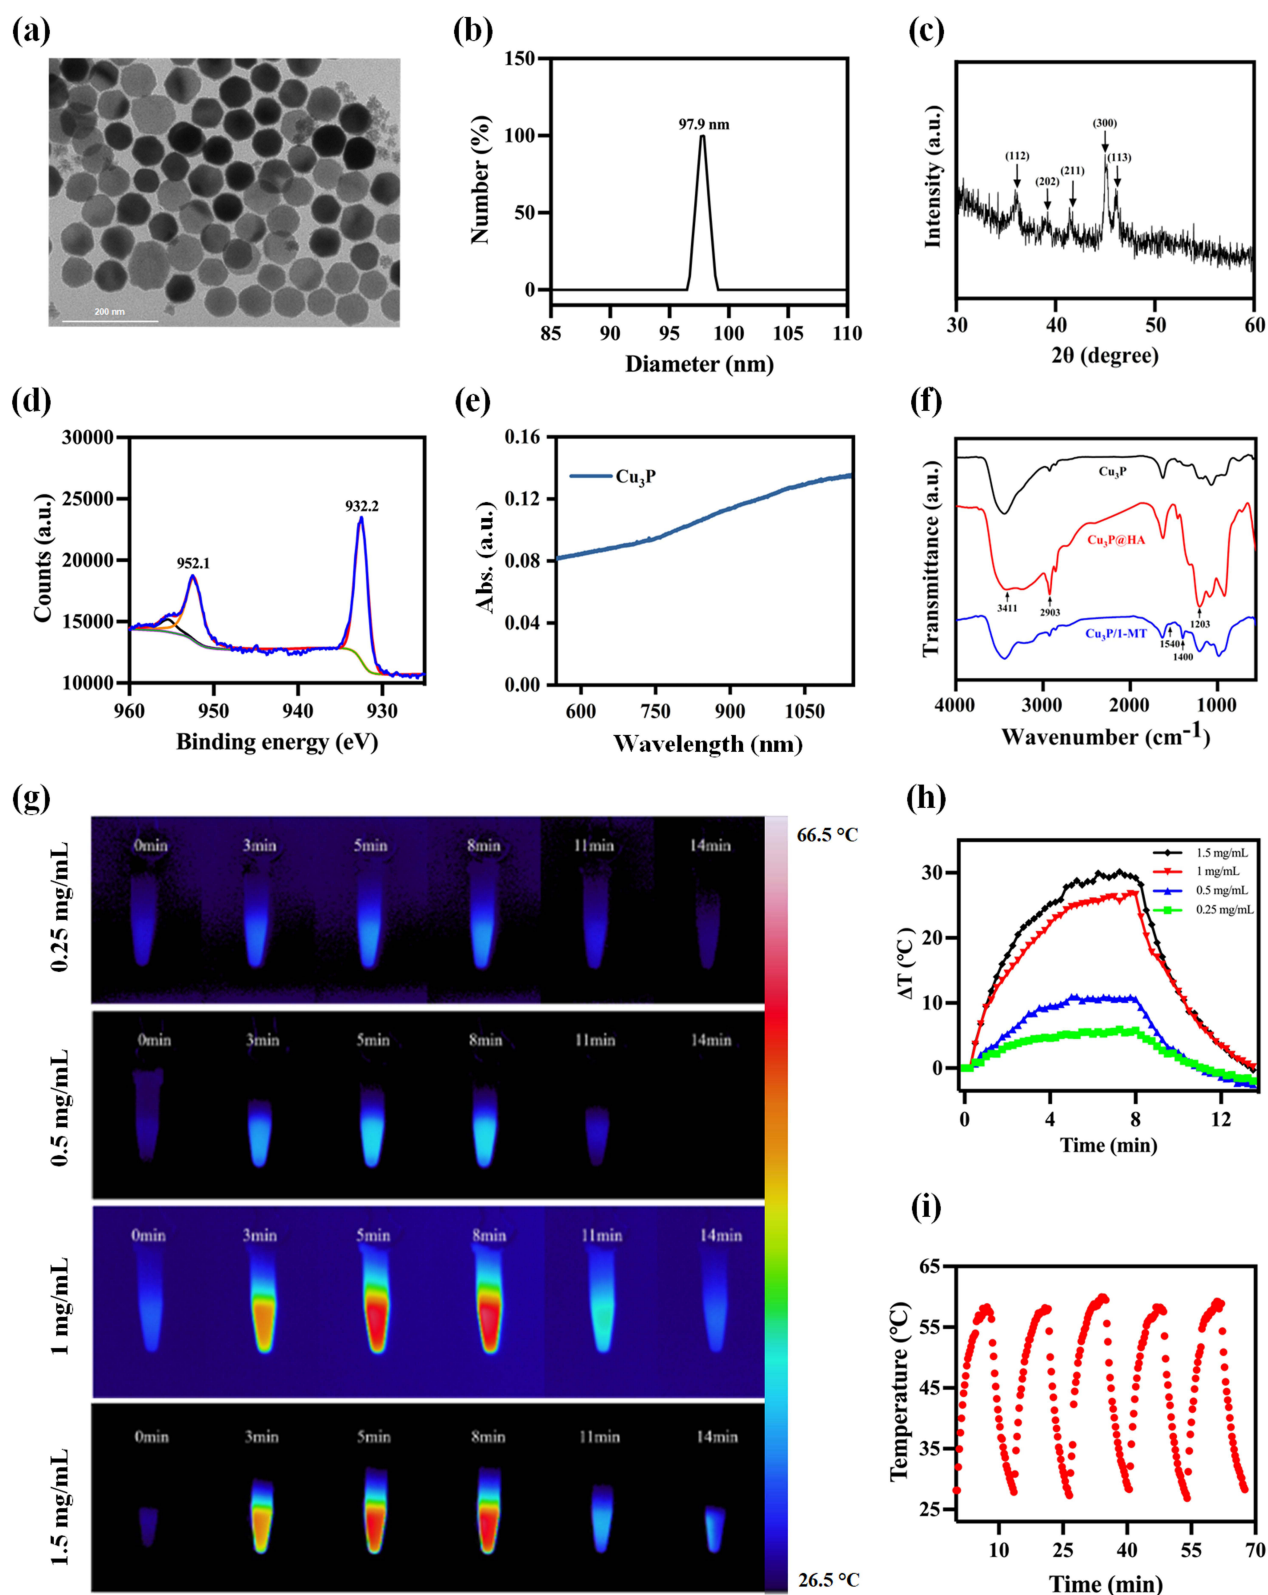 (a)
200 nm
(b)
150
100
50
0
97.9 nm
Number (%)
85 90 95 100 105 110
Diameter (nm)
(c)
(112)
(202)
(211)
(300)
(113)
Intensity (a.u.)
30 40 50 60
2θ (degree)
(d)
30000
25000
20000
15000
10000
952.1
932.2
Counts (a.u.)
960 950 940 930
Binding energy (eV)
(e)
0.16
0.12
0.08
0.04
0.00
Cu₃P
Abs. (a.u.)
600 750 900 1050
Wavelength (nm)
(f)
Cu₃P
Cu₃P@HA
3411
2903
1203
Cu₃P/1-MT
1540
1400
Transmittance (a.u.)
4000 3000 2000 1000
Wavenumber (cm⁻¹)
(g)
0.25 mg/mL
0min 3min 5min 8min 11min 14min
0.5 mg/mL
0min 3min 5min 8min 11min 14min
1 mg/mL
0min 3min 5min 8min 11min 14min
1.5 mg/mL
0min 3min 5min 8min 11min 14min
66.5 °C
26.5 °C
(h)
1.5 mg/mL
1 mg/mL
0.5 mg/mL
0.25 mg/mL
30
20
10
0
ΔT (°C)
0 4 8 12
Time (min)
(i)
65
55
45
35
25
Temperature (°C)
10 25 40 55 70
Time (min)